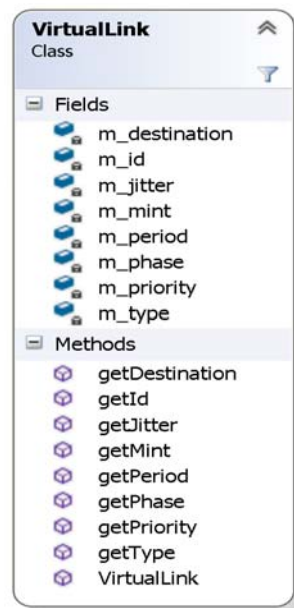 VirtualLink
Class
Fields
m_destination
m_id
m_jitter
m_mint
m_period
m_phase
m_priority
m_type
Methods
getDestination
getId
getJitter
getMint
getPeriod
getPhase
getPriority
getType
VirtualLink